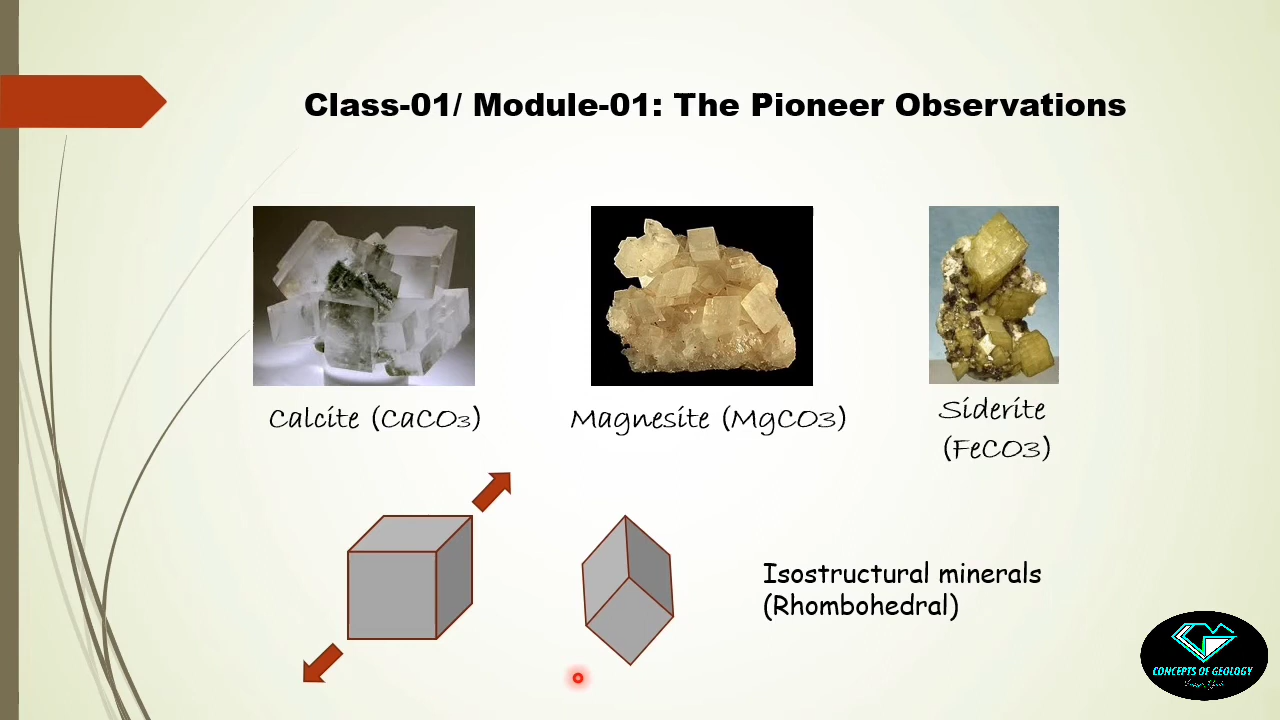 Class-01/ Module-01: The Pioneer Observations
Calcite (CaCO₃)
Magnesite (MgCO3)
Siderite
(FeCO3)
Isostructural minerals
(Rhombohedral)
CONCEPTS OF GEOLOGY